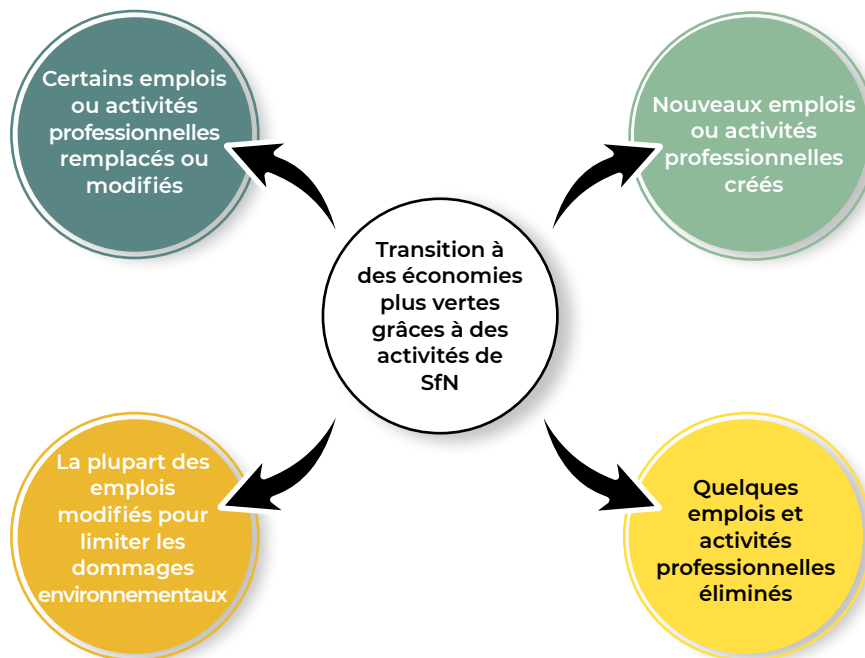 Certains emplois
ou activités
professionnelles
remplacés ou
modifiés
Nouveaux emplois
ou activités
professionnelles
créés
Transition à
des économies
plus vertes
grâces à des
activités de
SfN
La plupart des
emplois
modifiés pour
limiter les
dommages
environnementaux
Quelques
emplois et
activités
professionnelles
éliminés